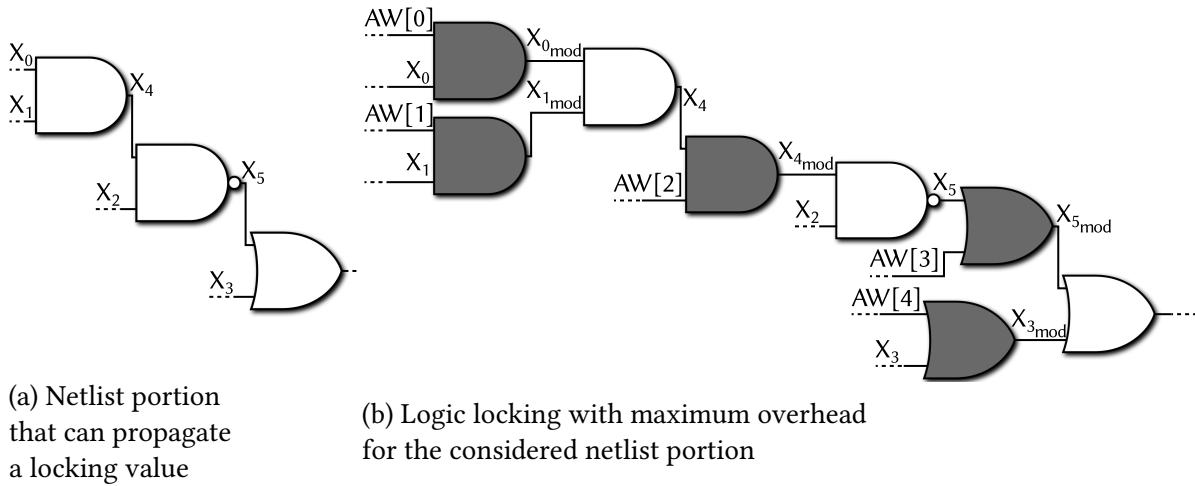 X0
X1
X4
X2
X5
X3
AW[0]
X0mod
X0
X1mod
AW[1]
X4
X1
X4mod
AW[2]
X5
X2
X5mod
AW[3]
AW[4]
X3mod
X3
(a) Netlist portion
that can propagate
a locking value
(b) Logic locking with maximum overhead
for the considered netlist portion